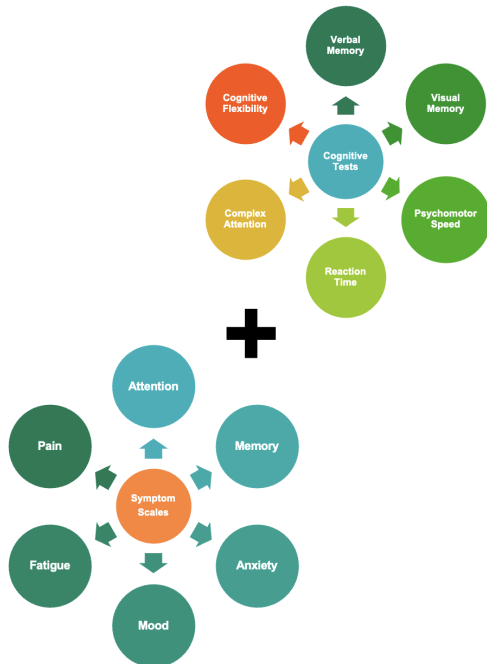 Verbal
Memory
Cognitive
Flexibility
Visual
Memory
Cognitive
Tests
Complex
Attention
Psychomotor
Speed
Reaction
Time
Attention
Pain
Memory
Symptom
Scales
Fatigue
Anxiety
Mood